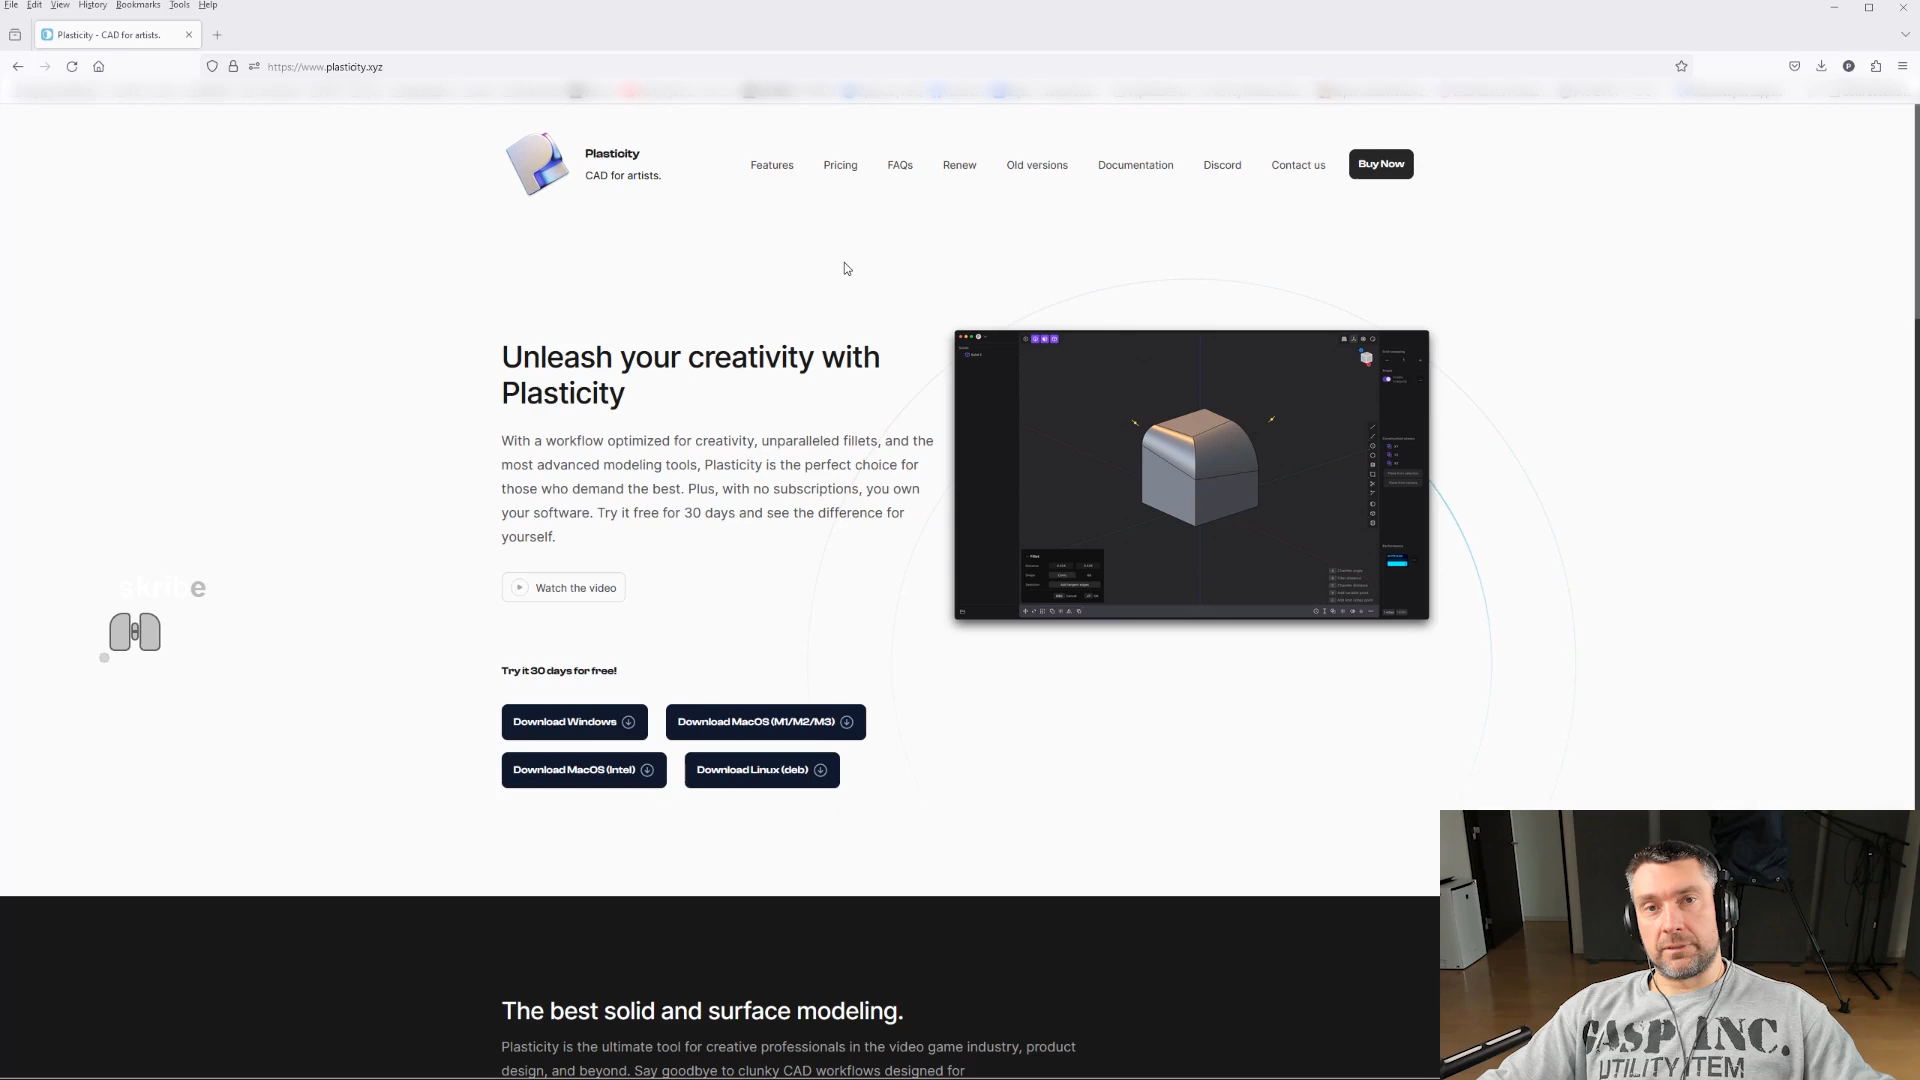 File Edit View History Bookmarks Tools Help
Plasticity - CAD for artists.
https://www.plasticity.xyz
Plasticity
CAD for artists.
Features Pricing FAQs Renew Old versions Documentation Discord Contact us Buy Now
Unleash your creativity with
Plasticity
With a workflow optimized for creativity, unparalleled fillets, and the
most advanced modeling tools, Plasticity is the perfect choice for
those who demand the best. Plus, with no subscriptions, you own
your software. Try it free for 30 days and see the difference for
yourself.
Watch the video
skribe
Try it 30 days for free!
Download Windows Download MacOS (M1/M2/M3)
Download MacOS (Intel) Download Linux (deb)
The best solid and surface modeling.
Plasticity is the ultimate tool for creative professionals in the video game industry, product
design, and beyond. Say goodbye to clunky CAD workflows designed for
GASP INC.
UTILITY ITEM